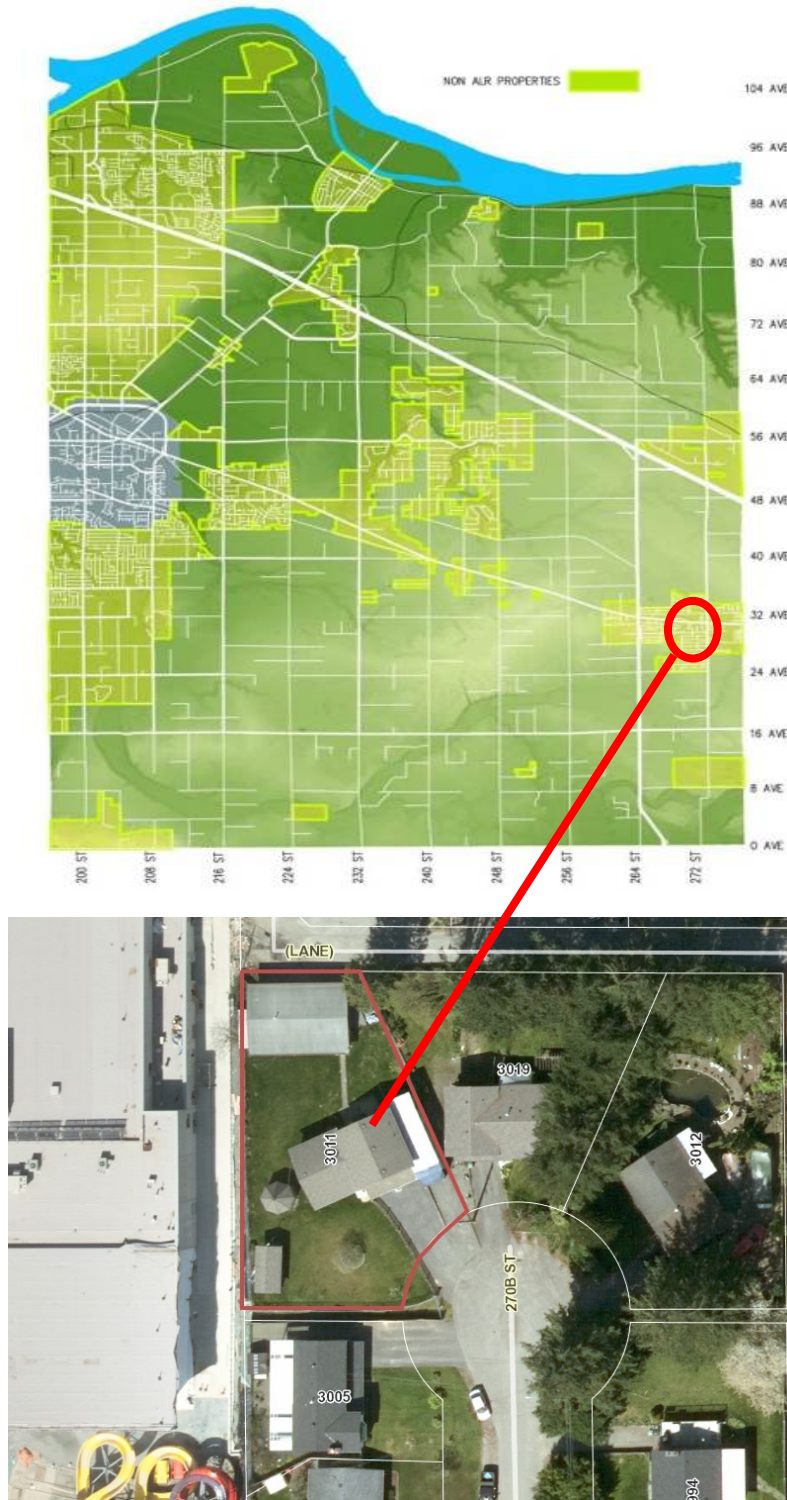 NON ALR PROPERTIES
104 AVE
96 AVE
88 AVE
80 AVE
72 AVE
64 AVE
56 AVE
48 AVE
40 AVE
32 AVE
24 AVE
16 AVE
8 AVE
0 AVE
200 ST
208 ST
216 ST
224 ST
232 ST
240 ST
248 ST
256 ST
264 ST
272 ST
(LANE)
3019
3011
3012
270B ST
3005
994